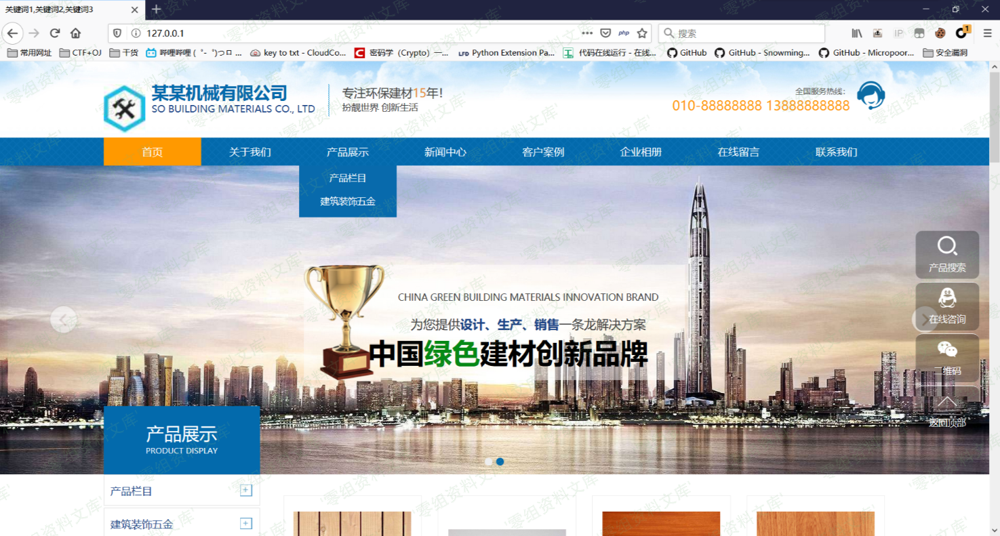 关键词1,关键词2,关键词3
127.0.0.1
php
搜索
IP
1
常用网址
CTF+OJ
干货
哔哩哔哩 ( ゜- ゜)つロ ...
key to txt - CloudCo...
密码学（Crypto）—...
LFD Python Extension Pa...
代码在线运行 - 在线...
GitHub
GitHub - Snowming...
GitHub - Micropoor...
安全漏洞
某某机械有限公司
SO BUILDING MATERIALS CO., LTD
专注环保建材15年!
扮靓世界 创新生活
全国服务热线:
010-88888888 13888888888
首页
关于我们
产品展示
新闻中心
客户案例
企业相册
在线留言
联系我们
产品栏目
建筑装饰五金
CHINA GREEN BUILDING MATERIALS INNOVATION BRAND
为您提供设计、生产、销售一条龙解决方案
中国绿色建材创新品牌
产品搜索
在线咨询
二维码
返回顶部
产品展示
PRODUCT DISPLAY
产品栏目
建筑装饰五金
'零组资料文库'